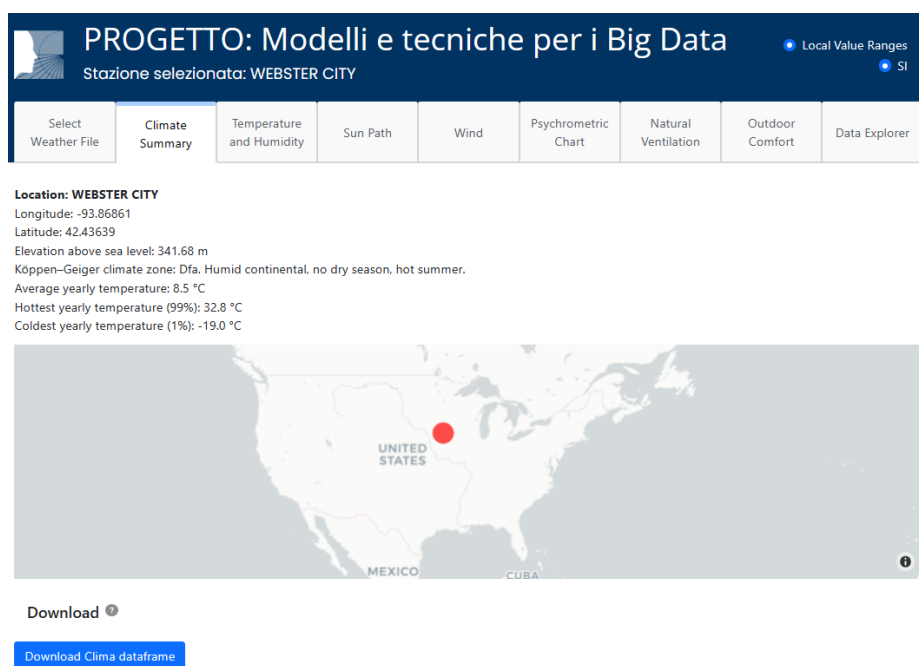 PROGETTO: Modelli e tecniche per i Big Data
Stazione selezionata: WEBSTER CITY
Local Value Ranges
SI
Select Weather File
Climate Summary
Temperature and Humidity
Sun Path
Wind
Psychrometric Chart
Natural Ventilation
Outdoor Comfort
Data Explorer
Location: WEBSTER CITY
Longitude: -93.86861
Latitude: 42.43639
Elevation above sea level: 341.68 m
Köppen–Geiger climate zone: Dfa. Humid continental, no dry season, hot summer.
Average yearly temperature: 8.5 °C
Hottest yearly temperature (99%): 32.8 °C
Coldest yearly temperature (1%): -19.0 °C
UNITED
STATES
MEXICO
CUBA
Download
Download Clima dataframe